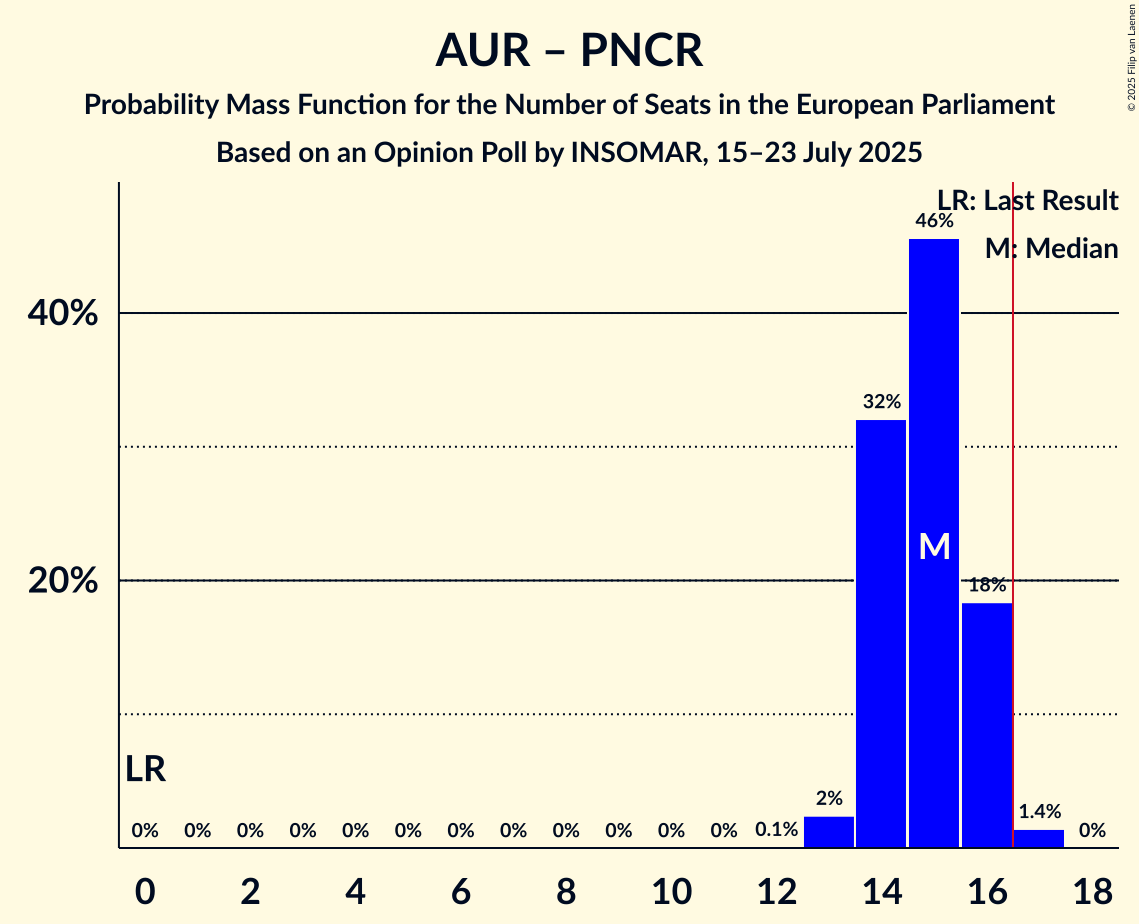 AUR – PNCR
Probability Mass Function for the Number of Seats in the European Parliament
Based on an Opinion Poll by INSOMAR, 15–23 July 2025
© 2025 Filip van Laenen
LR: Last Result
M: Median
40%
20%
46%
32%
18%
M
LR
0% 0% 0% 0% 0% 0% 0% 0% 0% 0% 0% 0% 0.1% 2% 1.4% 0%
0 2 4 6 8 10 12 14 16 18